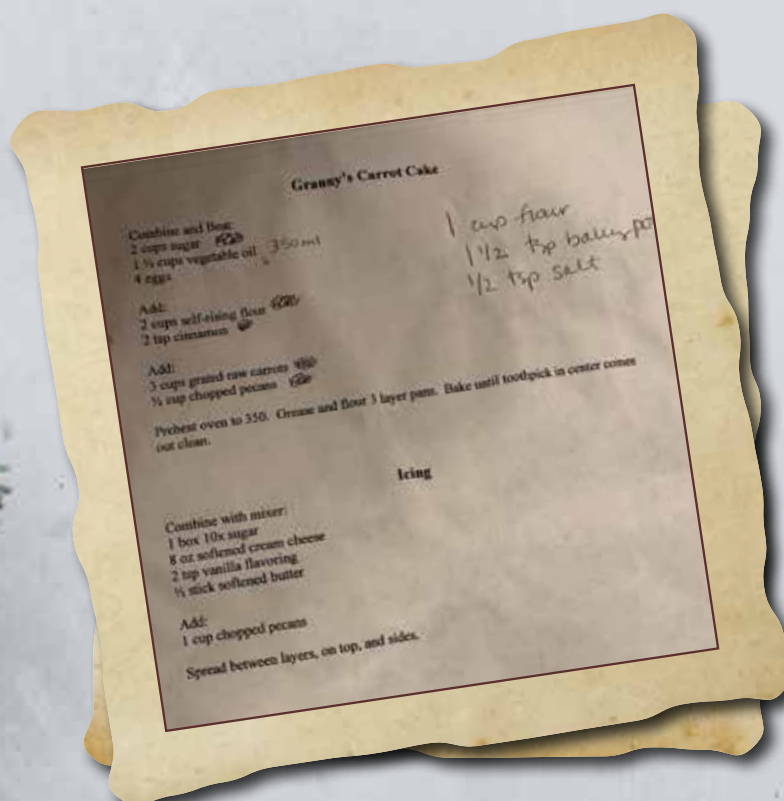 Granny's Carrot Cake
Combine and Beat:
2 cups sugar
1 ½ cups vegetable oil 350 ml
4 eggs
1 cup flour
1 1/2 tsp baking po
1/2 tsp salt
Add:
2 cups self-rising flour
2 tsp cinnamon
Add:
3 cups grated raw carrots
cup chopped pecans
Preheat oven to 350. Grease and flour 3 layer pans. Bake until toothpick in center comes
out clean.
Icing
Combine with mixer:
1 box 10x sugar
8 oz softened cream cheese
2 tsp vanilla flavoring
stick softened butter
Add:
1 cup chopped pecans
Spread between layers, on top, and sides.